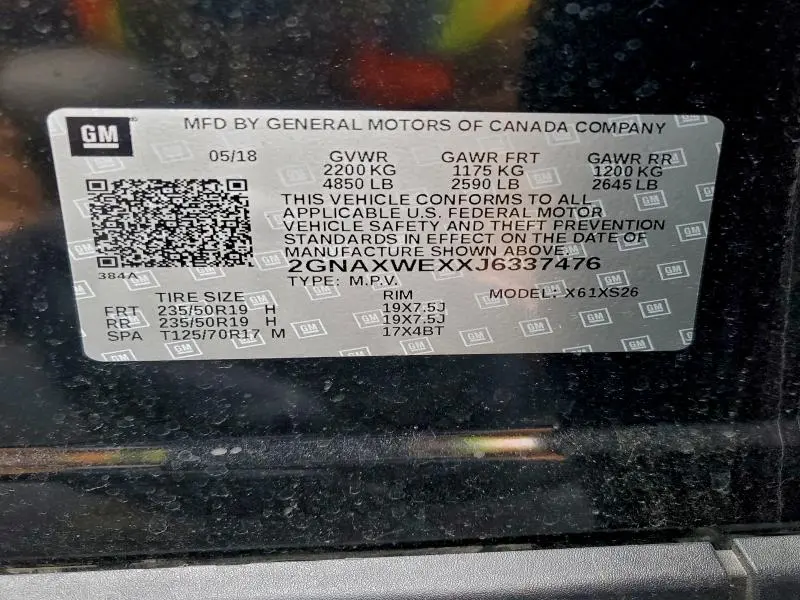 GM MFD BY GENERAL MOTORS OF CANADA COMPANY
05/18 GVWR GAWR FRT GAWR RR
2200 KG 1175 KG 1200 KG
4850 LB 2590 LB 2645 LB
THIS VEHICLE CONFORMS TO ALL
APPLICABLE U.S. FEDERAL MOTOR
VEHICLE SAFETY AND THEFT PREVENTION
STANDARDS IN EFFECT ON THE DATE OF
MANUFACTURE SHOWN ABOVE.
384A 2GNAXWEXXJ6337476
TYPE: M.P.V.
TIRE SIZE RIM MODEL: X61XS26
FRT 235/50R19 H 19X7.5J
RR 235/50R19 H 19X7.5J
SPA T125/70R17 M 17X4BT